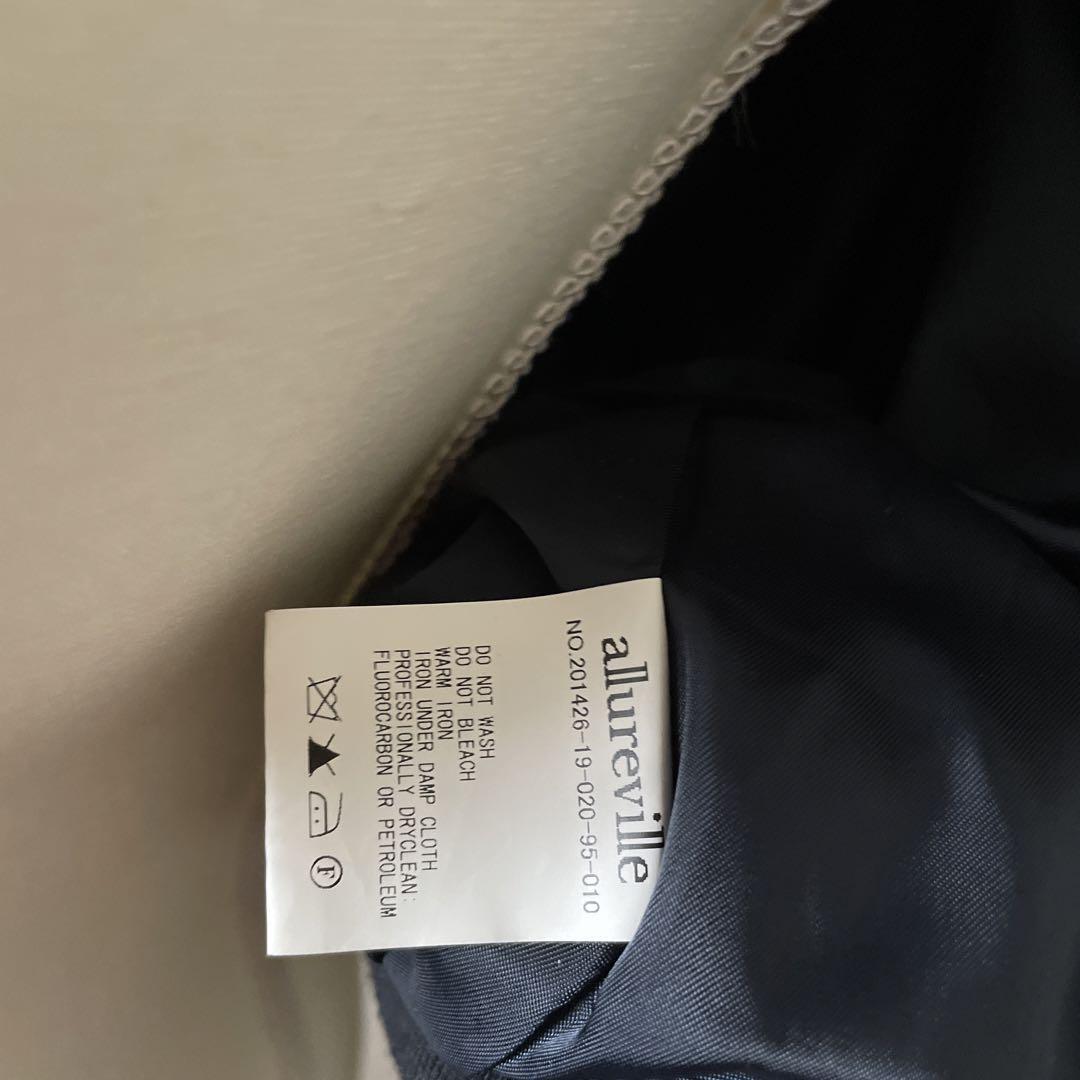 allureville
NO.201426-19-020-95-010
DO NOT WASH
DO NOT BLEACH
WARM IRON
IRON UNDER DAMP CLOTH
PROFESSIONALLY DRYCLEAN:
FLUOROCARBON OR PETROLEUM
F